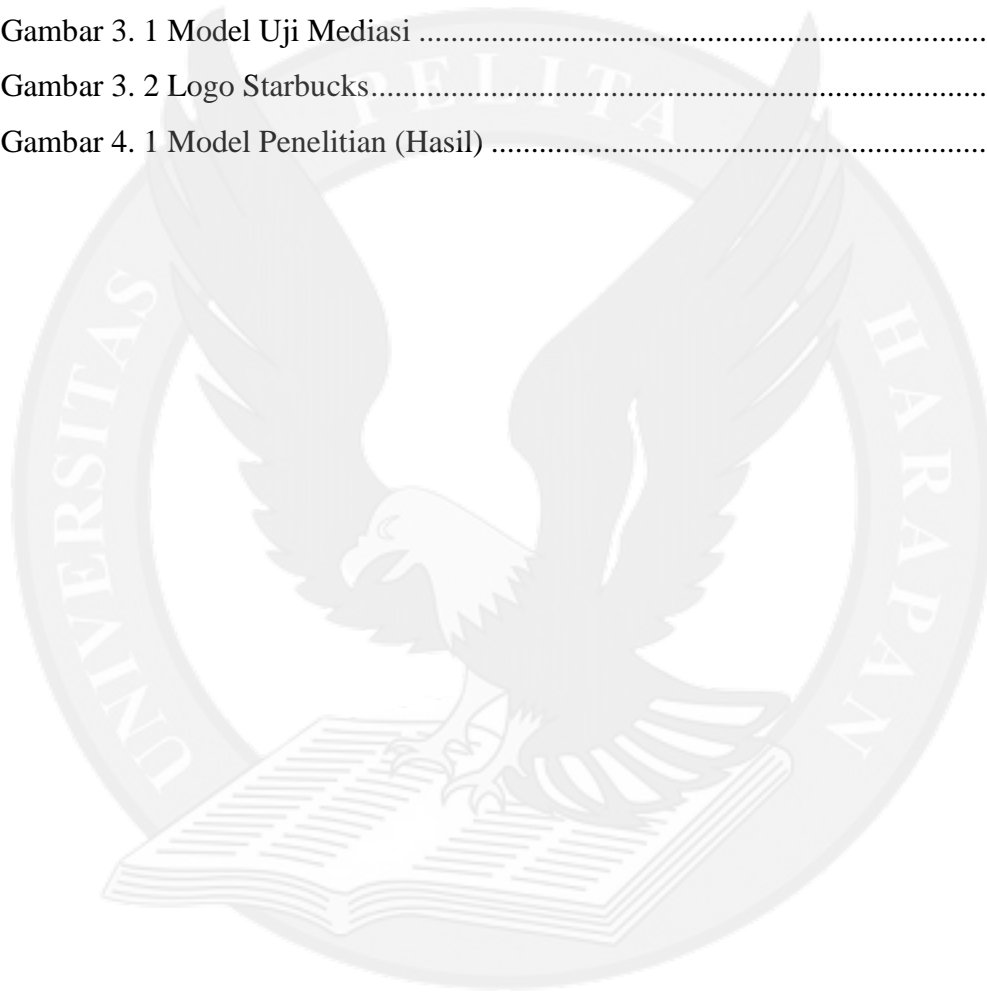 Gambar 3. 1 Model Uji Mediasi ....................................................................
Gambar 3. 2 Logo Starbucks..........................................................................
Gambar 4. 1 Model Penelitian (Hasil) ...........................................................
UNIVERSITAS PELITA HARAPAN